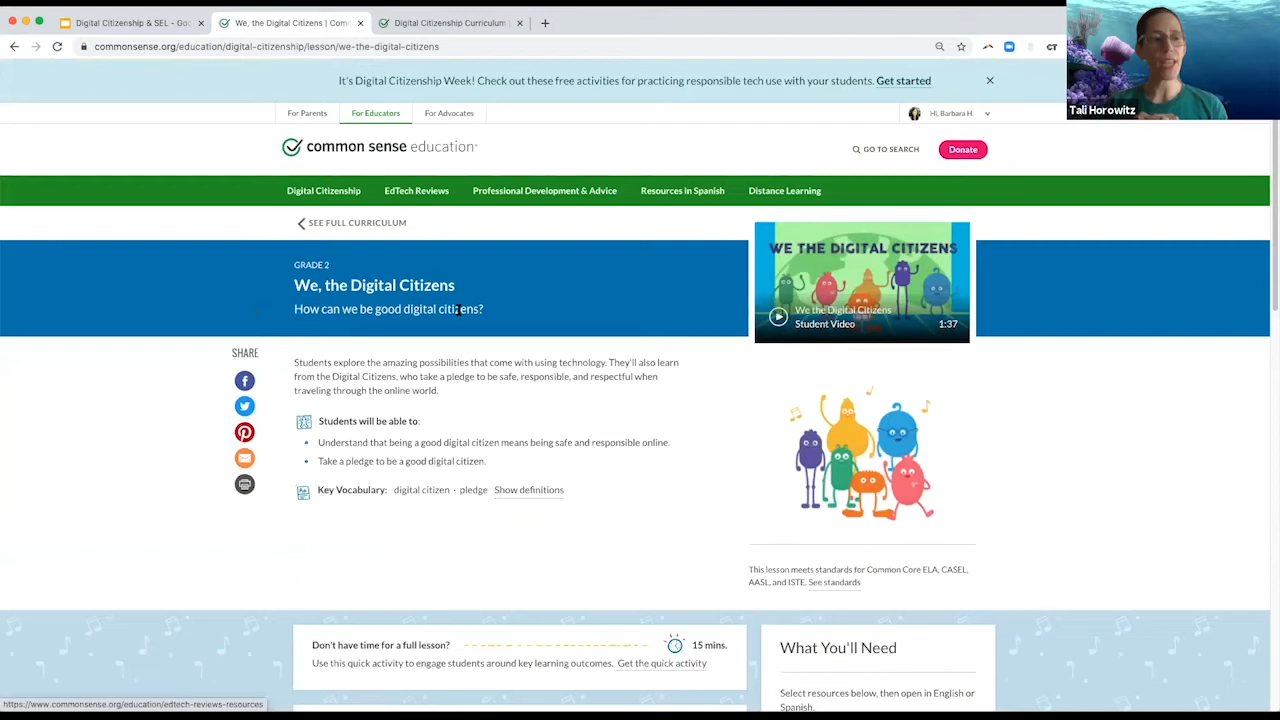 Digital Citizenship & SEL - Goo
We, the Digital Citizens | Com
Digital Citizenship Curriculum
commonsense.org/education/digital-citizenship/lesson/we-the-digital-citizens
It's Digital Citizenship Week! Check out these free activities for practicing responsible tech use with your students. Get started
Tali Horowitz
For Parents
For Educators
For Advocates
Hi, Barbara H.
common sense education
GO TO SEARCH
Donate
Digital Citizenship
EdTech Reviews
Professional Development & Advice
Resources in Spanish
Distance Learning
SEE FULL CURRICULUM
GRADE 2
We, the Digital Citizens
How can we be good digital citizens?
WE THE DIGITAL CITIZENS
We the Digital Citizens
Student Video
1:37
SHARE
Students explore the amazing possibilities that come with using technology. They'll also learn
from the Digital Citizens, who take a pledge to be safe, responsible, and respectful when
traveling through the online world.
Students will be able to:
• Understand that being a good digital citizen means being safe and responsible online.
• Take a pledge to be a good digital citizen.
Key Vocabulary: digital citizen · pledge Show definitions
This lesson meets standards for Common Core ELA, CASEL,
AASL, and ISTE. See standards
Don't have time for a full lesson?
15 mins.
Use this quick activity to engage students around key learning outcomes. Get the quick activity
What You'll Need
Select resources below, then open in English or
Spanish.
https://www.commonsense.org/education/edtech-reviews-resources